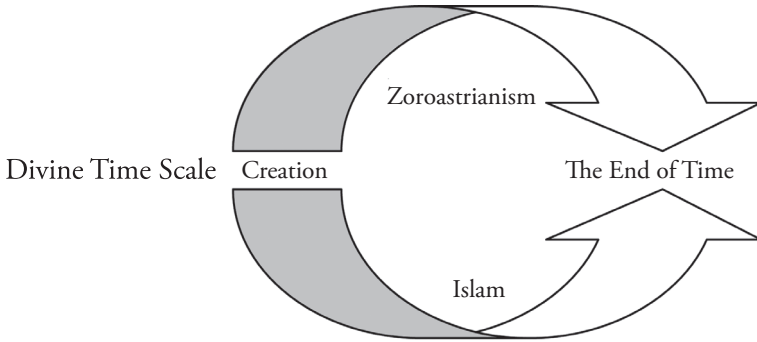 Zoroastrianism
Divine Time Scale
Creation
The End of Time
Islam